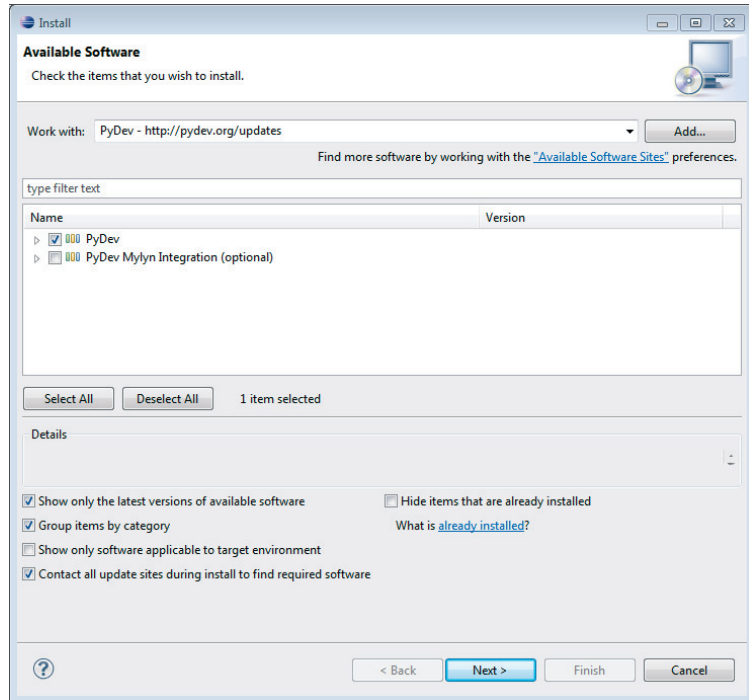 Install
Available Software
Check the items that you wish to install.
Work with: PyDev - http://pydev.org/updates Add...
Find more software by working with the "Available Software Sites" preferences.
type filter text
Name Version
PyDev
PyDev Mylyn Integration (optional)
Select All Deselect All 1 item selected
Details
Show only the latest versions of available software Hide items that are already installed
Group items by category What is already installed?
Show only software applicable to target environment
Contact all update sites during install to find required software
? < Back Next > Finish Cancel